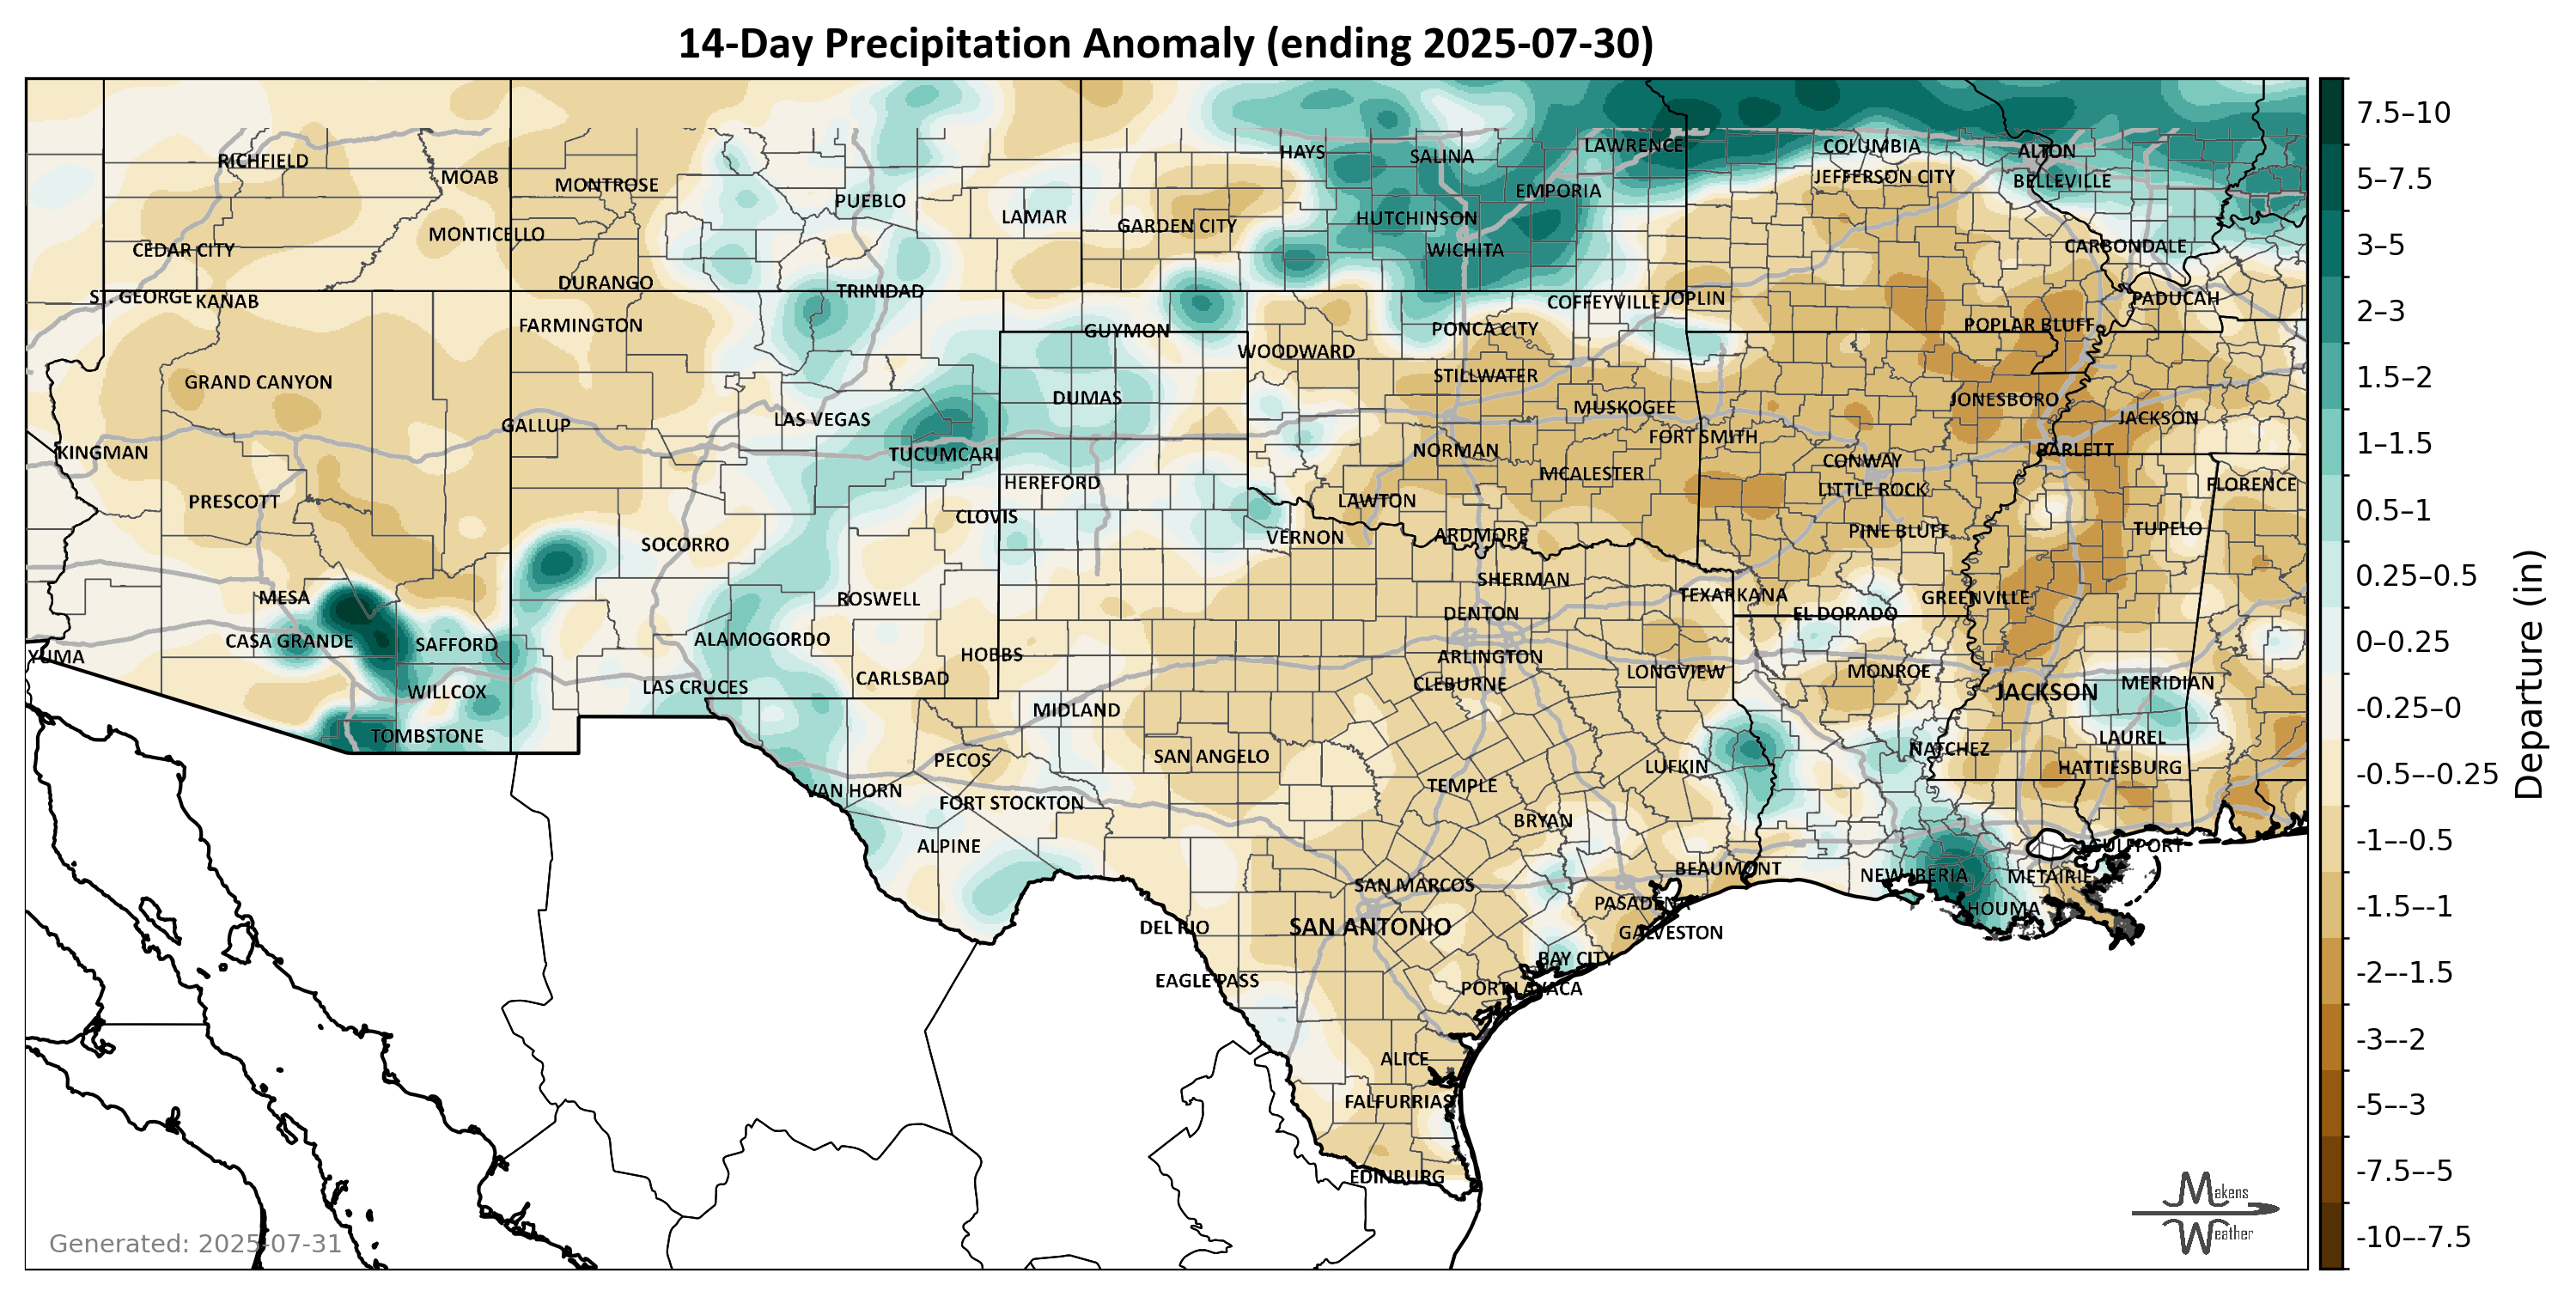 14-Day Precipitation Anomaly (ending 2025-07-30)
HAYS
SALINA
LAWRENCE
COLUMBIA
ALTON
RICHFIELD
MOAB
MONTROSE
EMPORIA
JEFFERSON CITY
BELLEVILLE
PUEBLO
LAMAR
GARDEN CITY
HUTCHINSON
MONTICELLO
CEDAR CITY
WICHITA
CARBONDALE
DURANGO
TRINIDAD
ST. GEORGE
KANAB
COFFEYVILLE
JOPLIN
PADUCAH
FARMINGTON
GUYMON
PONCA CITY
POPLAR BLUFF
WOODWARD
GRAND CANYON
STILLWATER
DUMAS
MUSKOGEE
JONESBORO
JACKSON
LAS VEGAS
GALLUP
FORT SMITH
KINGMAN
TUCUMCARI
NORMAN
BARLETT
CONWAY
MCALESTER
HEREFORD
LITTLE ROCK
FLORENCE
PRESCOTT
LAWTON
CLOVIS
PINE BLUFF
TUPELO
SOCORRO
VERNON
ARDMORE
SHERMAN
MESA
ROSWELL
TEXARKANA
GREENVILLE
DENTON
EL DORADO
CASA GRANDE
SAFFORD
ALAMOGORDO
YUMA
HOBBS
ARLINGTON
CARLSBAD
LONGVIEW
MONROE
WILLCOX
LAS CRUCES
CLEBURNE
JACKSON
MERIDIAN
MIDLAND
TOMBSTONE
LAUREL
PECOS
SAN ANGELO
NATCHEZ
LUFKIN
HATTIESBURG
VAN HORN
FORT STOCKTON
TEMPLE
BRYAN
ALPINE
GULFPORT
BEAUMONT
NEW IBERIA
METAIRIE
SAN MARCOS
PASADENA
HOUMA
DEL RIO
SAN ANTONIO
GALVESTON
BAY CITY
EAGLE PASS
PORT LAVACA
ALICE
FALFURRIAS
EDINBURG
Generated: 2025-07-31
Makens
Weather
7.5–10
5–7.5
3–5
2–3
1.5–2
1–1.5
0.5–1
0.25–0.5
0–0.25
-0.25–0
-0.5–-0.25
-1–-0.5
-1.5–-1
-2–-1.5
-3–-2
-5–-3
-7.5–-5
-10–-7.5
Departure (in)